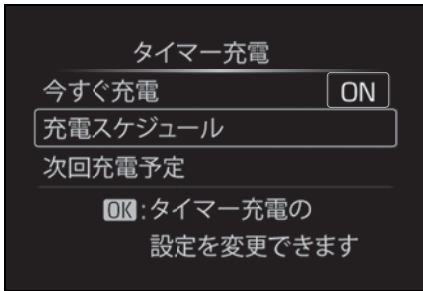 タイマー充電
今すぐ充電 ON
充電スケジュール
次回充電予定
OK:タイマー充電の
設定を変更できます